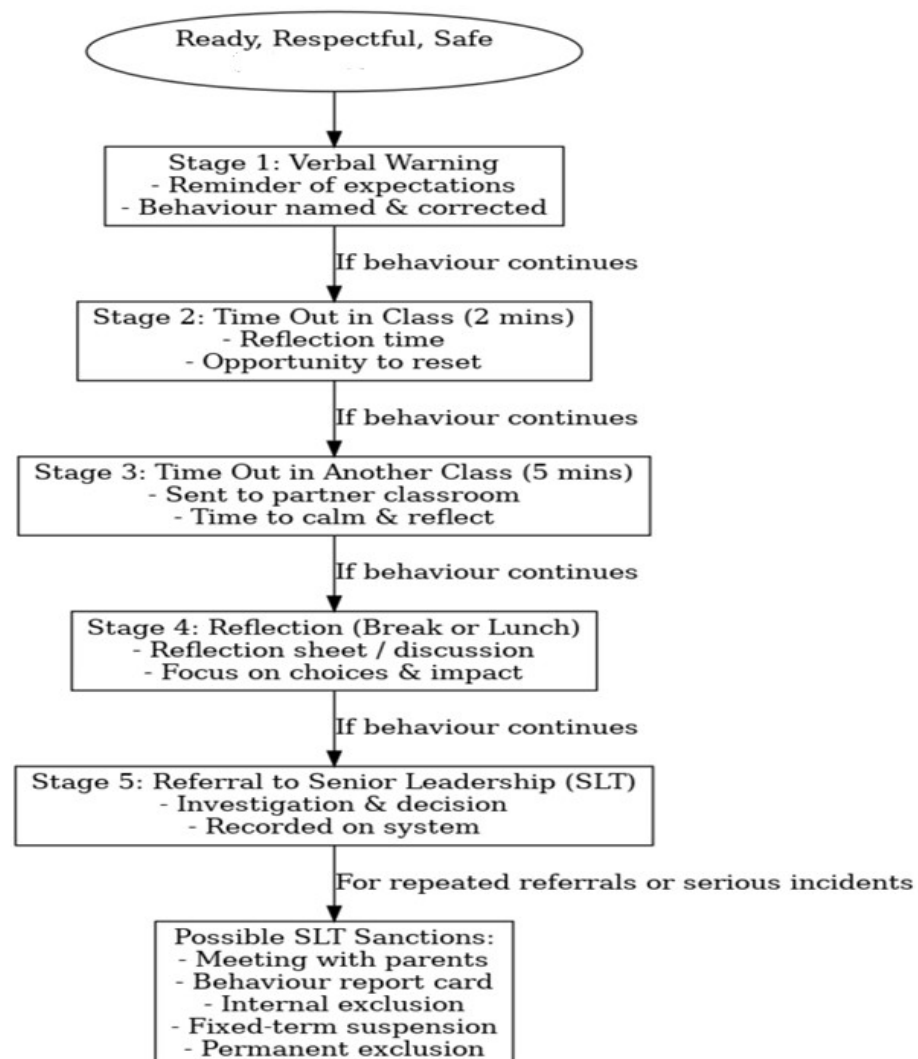 Ready, Respectful, Safe
Stage 1: Verbal Warning
- Reminder of expectations
- Behaviour named & corrected
If behaviour continues
Stage 2: Time Out in Class (2 mins)
- Reflection time
- Opportunity to reset
If behaviour continues
Stage 3: Time Out in Another Class (5 mins)
- Sent to partner classroom
- Time to calm & reflect
If behaviour continues
Stage 4: Reflection (Break or Lunch)
- Reflection sheet / discussion
- Focus on choices & impact
If behaviour continues
Stage 5: Referral to Senior Leadership (SLT)
- Investigation & decision
- Recorded on system
For repeated referrals or serious incidents
Possible SLT Sanctions:
- Meeting with parents
- Behaviour report card
- Internal exclusion
- Fixed-term suspension
- Permanent exclusion